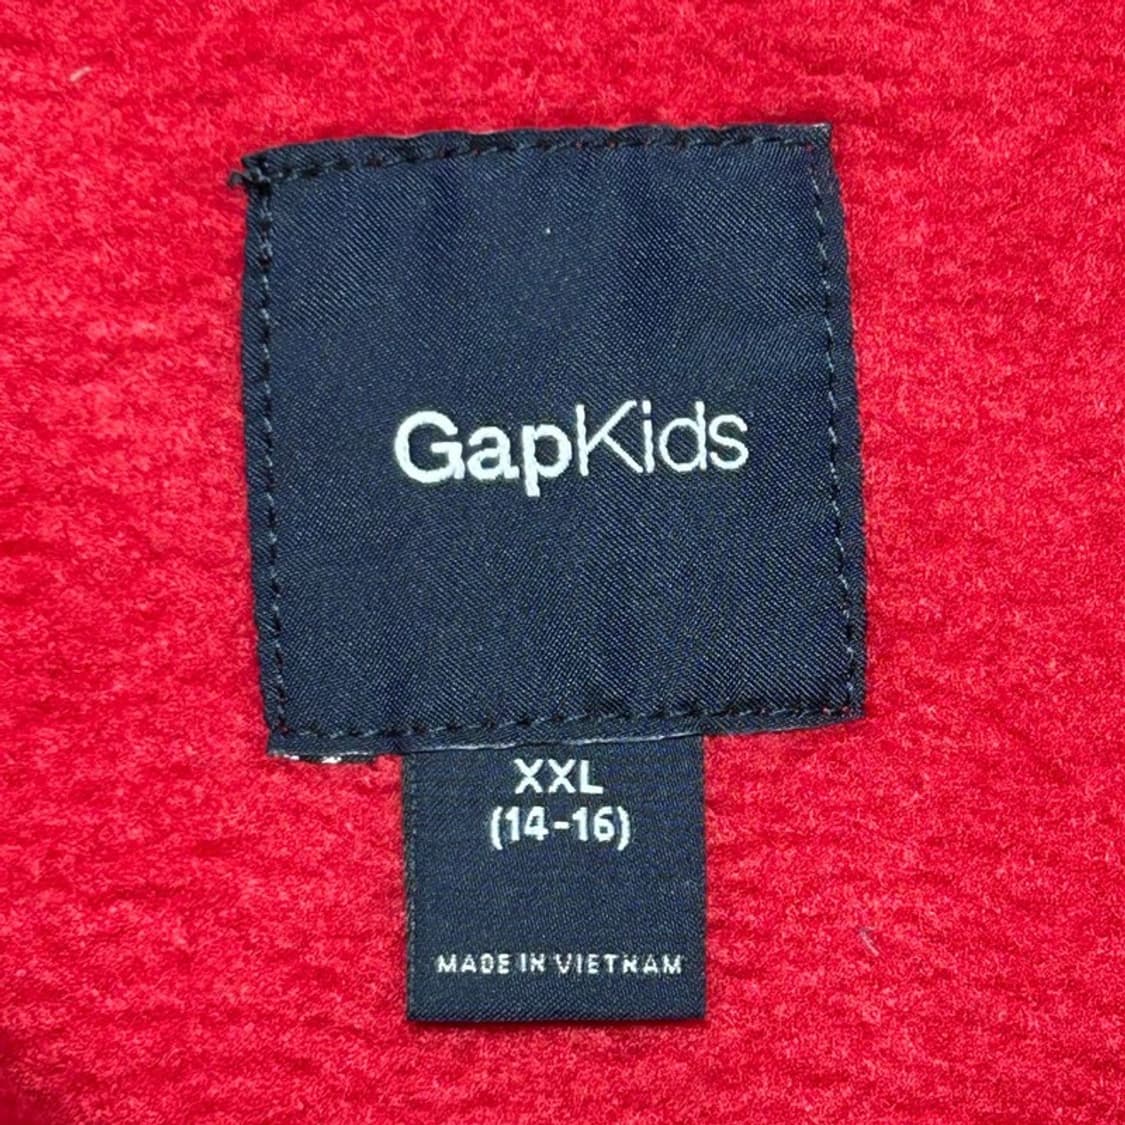 GapKids
XXL
(14-16)
MADE IN VIETNAM